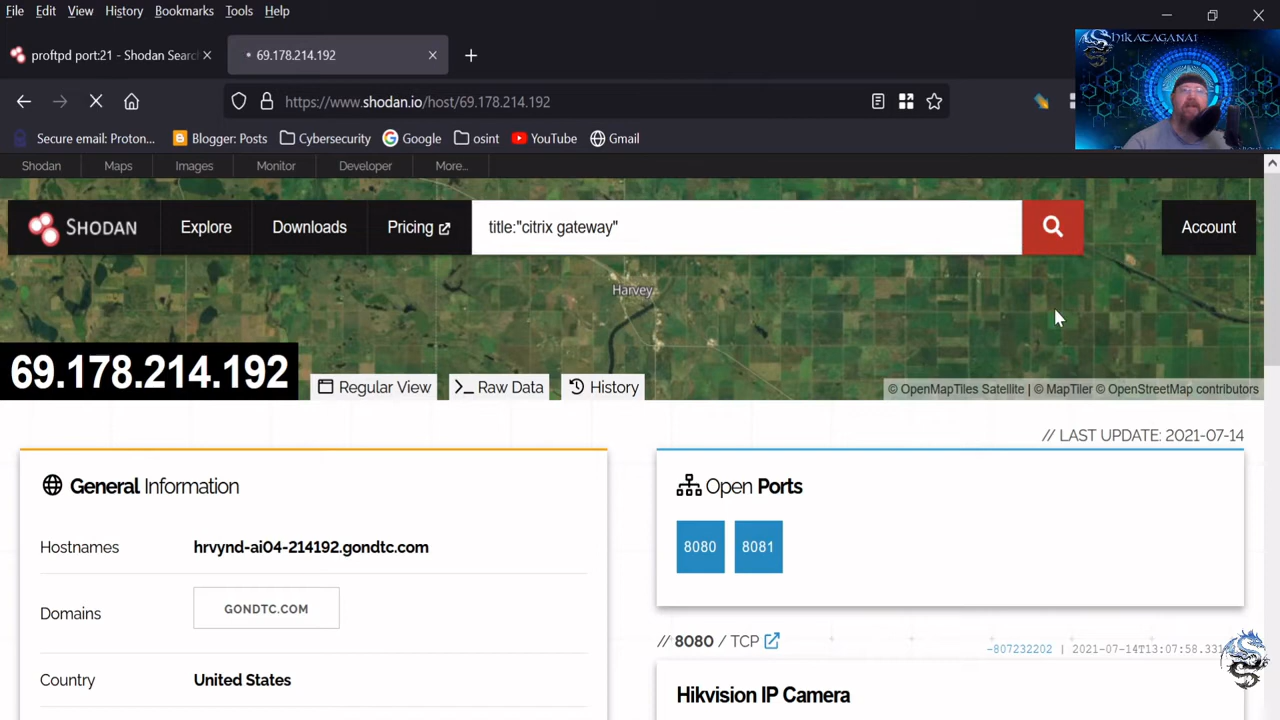 File Edit View History Bookmarks Tools Help
proftpd port:21 - Shodan Searc
69.178.214.192
https://www.shodan.io/host/69.178.214.192
SHIKATAGANAI
Secure email: Proton... Blogger: Posts Cybersecurity Google osint YouTube Gmail
Shodan Maps Images Monitor Developer More...
SHODAN Explore Downloads Pricing title:"citrix gateway" Account
Harvey
69.178.214.192
Regular View >_ Raw Data History
© OpenMapTiles Satellite | © MapTiler © OpenStreetMap contributors
// LAST UPDATE: 2021-07-14
General Information
Hostnames hrvynd-ai04-214192.gondtc.com
Domains GONDTC.COM
Country United States
Open Ports
8080 8081
// 8080 / TCP
-807232202 | 2021-07-14T13:07:58.331
Hikvision IP Camera